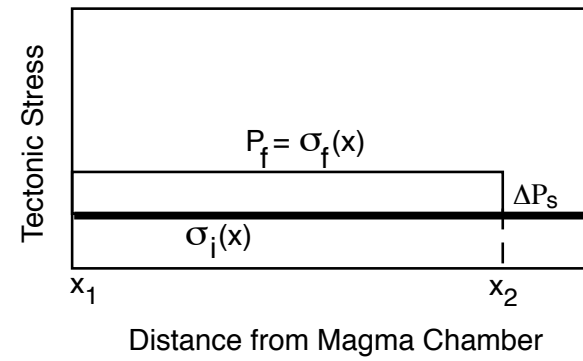 Tectonic Stress
P_f = σ_f(x)
ΔP_s
σ_i(x)
x_1
x_2
Distance from Magma Chamber